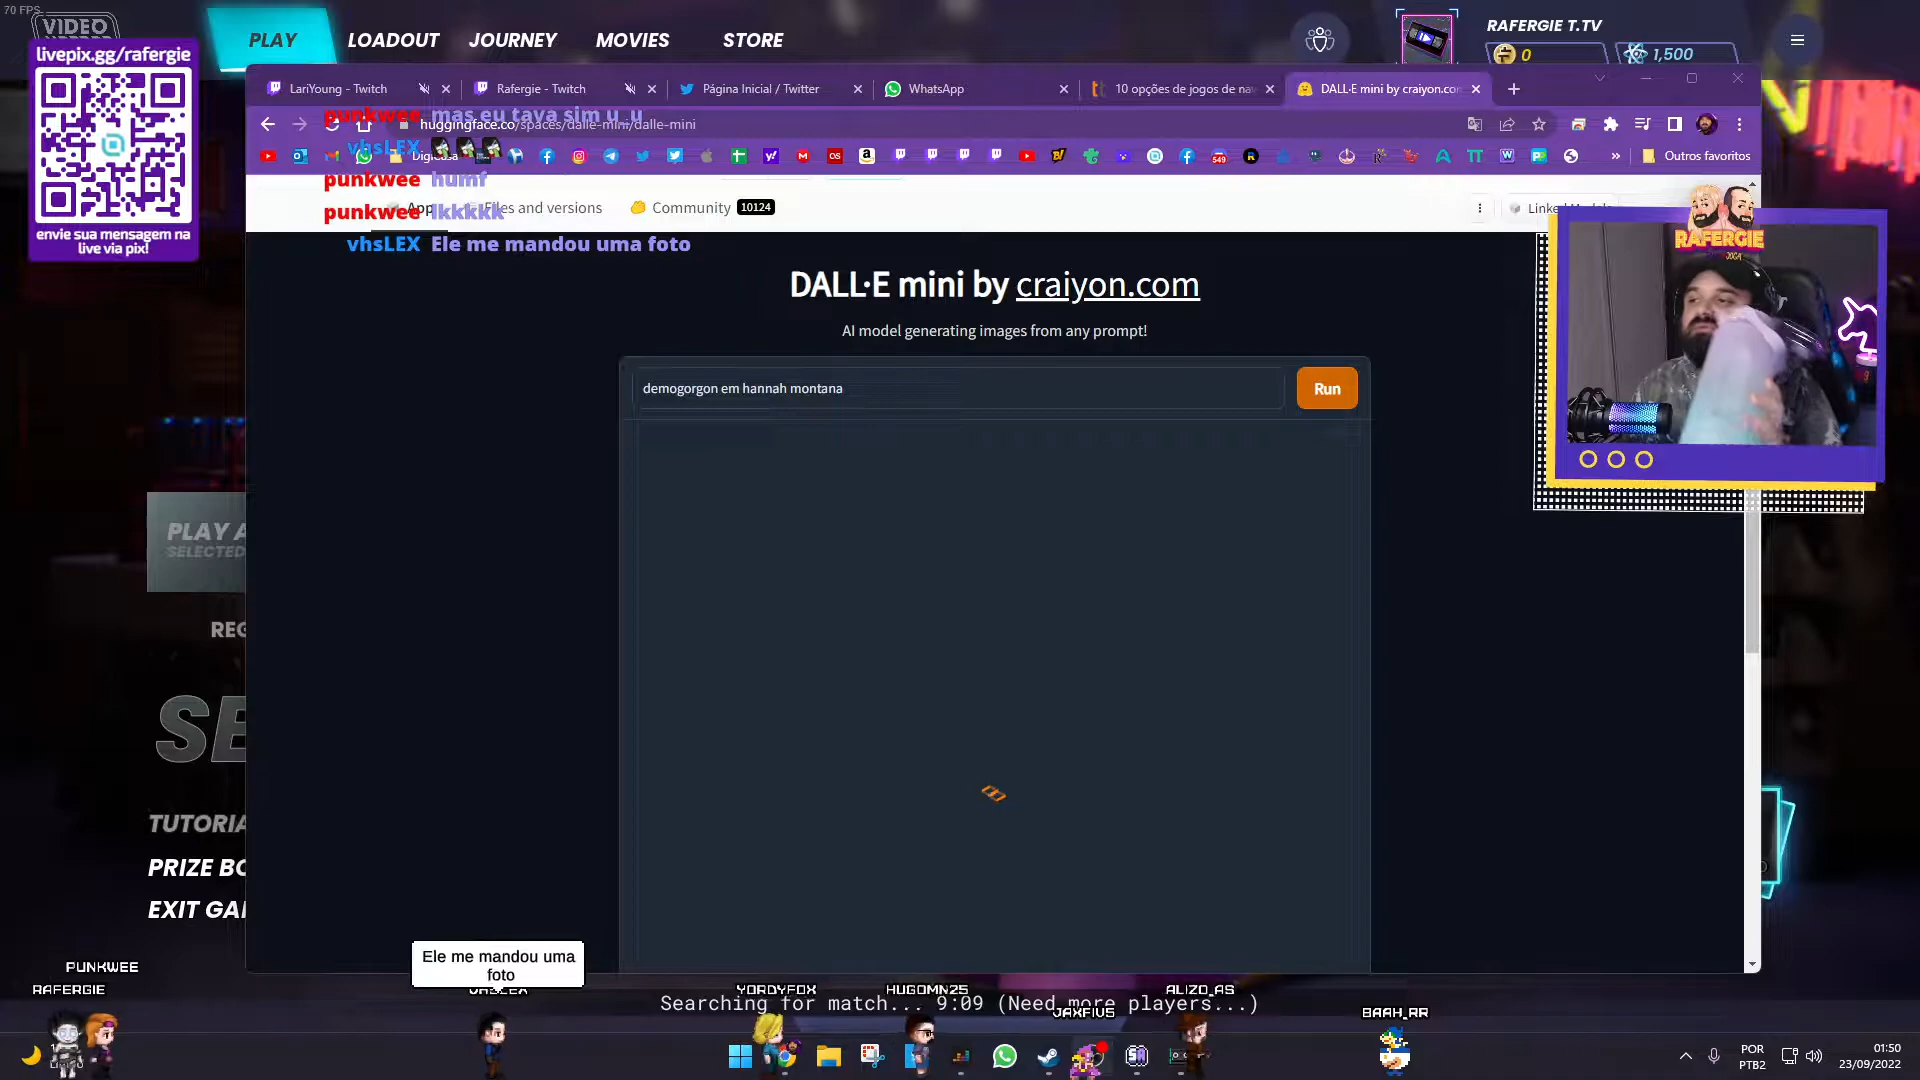 70 FPS
VIDEO
PLAY
LOADOUT
JOURNEY
MOVIES
STORE
RAFERGIE T.TV
0
1,500
livepix.gg/rafergie
envie sua mensagem na
live via pix!
LariYoung - Twitch
Rafergie - Twitch
Página Inicial / Twitter
WhatsApp
10 opções de jogos de na
DALL·E mini by craiyon.com
huggingface.co/spaces/dalle-mini/dalle-mini
punkwee mas eu tava sim u_u
vhsLEX
punkwee humf
punkwee lkkkkk
vhsLEX Ele me mandou uma foto
Outros favoritos
App
Files and versions
Community 10124
RAFERGIE
JOGA
DALL·E mini by craiyon.com
AI model generating images from any prompt!
demogorgon em hannah montana
Run
PLAY A
SELECTED
REG
SE
TUTORIA
PRIZE BO
EXIT GA
Ele me mandou uma
foto
PUNKWEE
RAFERGIE
VHSLEX
YORDYFOX
HUGOMN25
JAXFIUS
ALIZO_AS
BAAH_RR
Searching for match... 9:09 (Need more players...)
POR
PTB2
01:50
23/09/2022